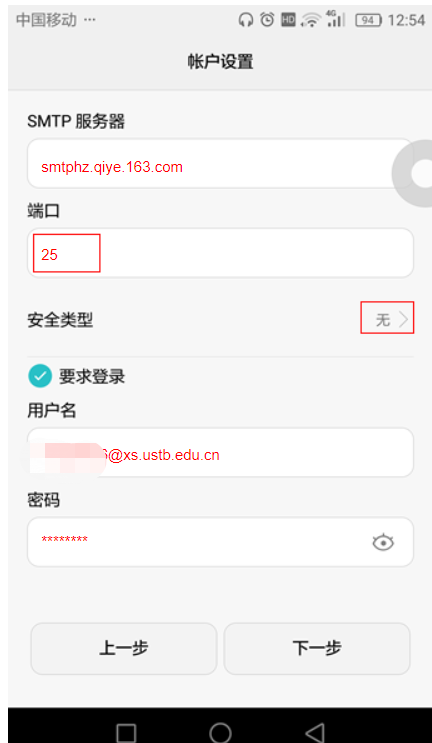 中国移动 ···
HD 4G 94 12:54
帐户设置
SMTP 服务器
smtphz.qiye.163.com
端口
25
安全类型
无
要求登录
用户名
6@xs.ustb.edu.cn
密码
********
上一步
下一步